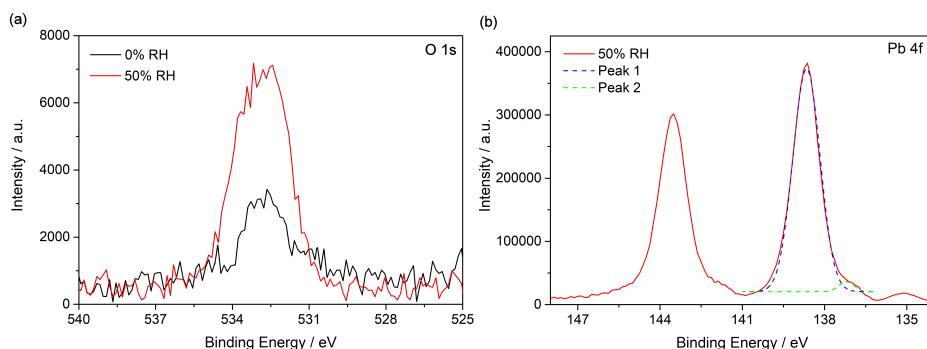 (a)
O 1s
0% RH
50% RH
8000
6000
4000
2000
0
540
537
534
531
528
525
Intensity / a.u.
Binding Energy / eV
(b)
Pb 4f
50% RH
Peak 1
Peak 2
400000
300000
200000
100000
0
147
144
141
138
135
Intensity / a.u.
Binding Energy / eV